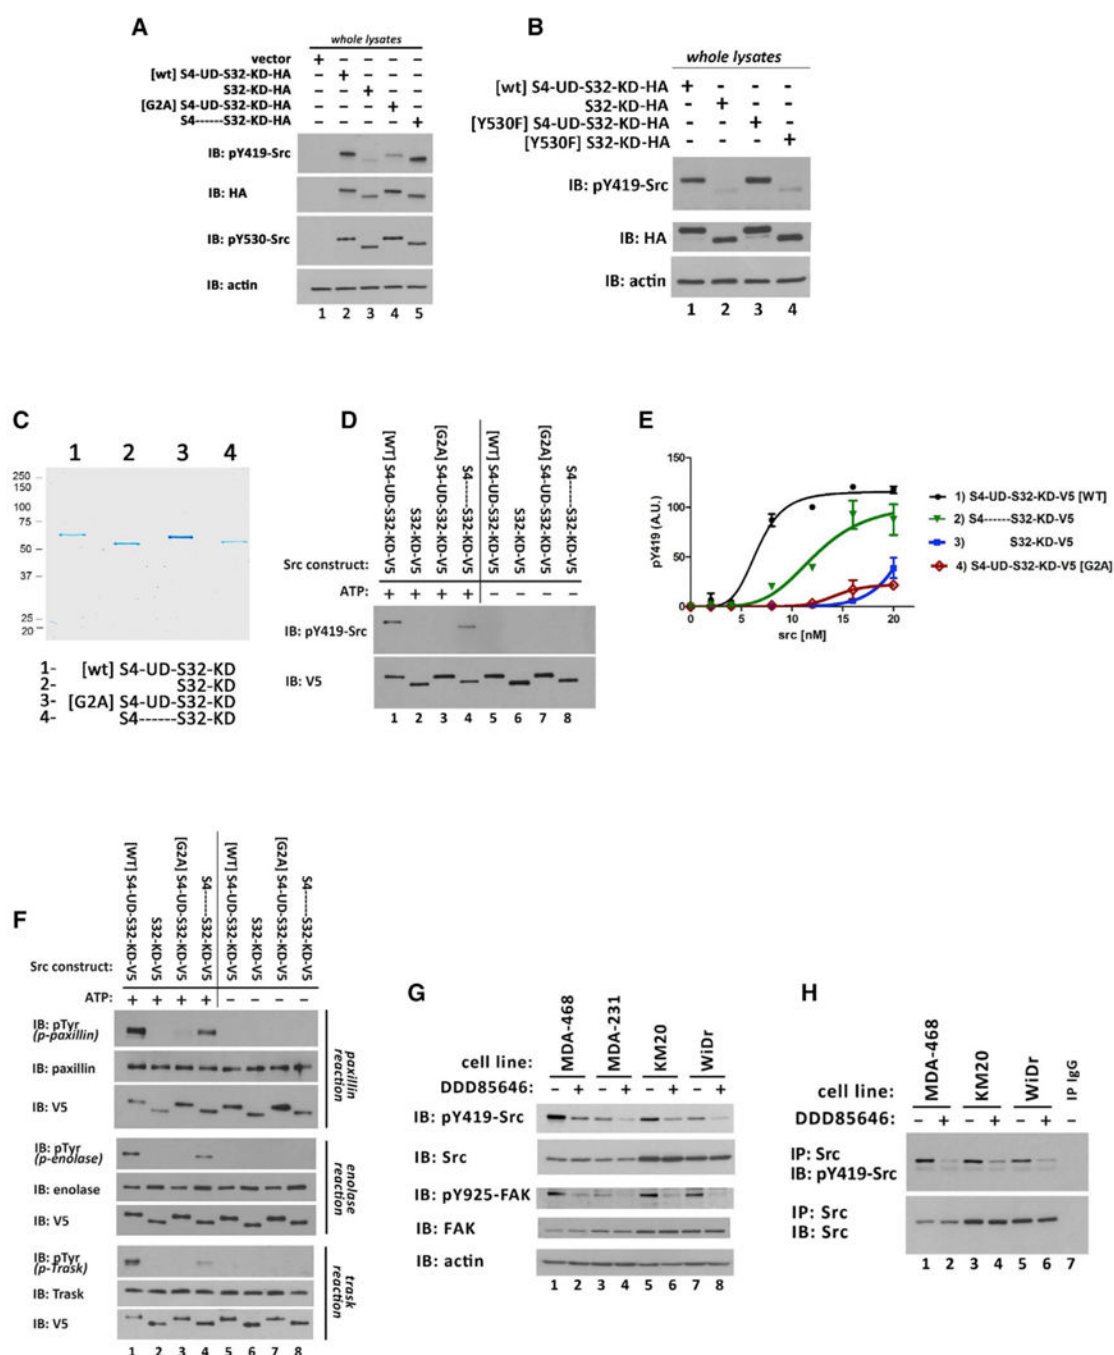 A
whole lysates
vector + – – – –
[wt] S4-UD-S32-KD-HA – + – – –
S32-KD-HA – – + – –
[G2A] S4-UD-S32-KD-HA – – – + –
S4------S32-KD-HA – – – – +
IB: pY419-Src
IB: HA
IB: pY530-Src
IB: actin
1 2 3 4 5
B
whole lysates
[wt] S4-UD-S32-KD-HA + – – –
S32-KD-HA – + – –
[Y530F] S4-UD-S32-KD-HA – – + –
[Y530F] S32-KD-HA – – – +
IB: pY419-Src
IB: HA
IB: actin
1 2 3 4
C
1 2 3 4
250
150
100
75
50
37
25
20
1- [wt] S4-UD-S32-KD
2- S32-KD
3- [G2A] S4-UD-S32-KD
4- S4------S32-KD
D
[WT] S4-UD-S32-KD-V5
S32-KD-V5
[G2A] S4-UD-S32-KD-V5
S4------S32-KD-V5
[WT] S4-UD-S32-KD-V5
S32-KD-V5
[G2A] S4-UD-S32-KD-V5
S4------S32-KD-V5
Src construct:
ATP: + + + + – – – –
IB: pY419-Src
IB: V5
1 2 3 4 5 6 7 8
E
pY419 (A.U.)
150
100
50
0
0 5 10 15 20
src [nM]
1) S4-UD-S32-KD-V5 [WT]
2) S4------S32-KD-V5
3) S32-KD-V5
4) S4-UD-S32-KD-V5 [G2A]
F
[WT] S4-UD-S32-KD-V5
S32-KD-V5
[G2A] S4-UD-S32-KD-V5
S4------S32-KD-V5
[WT] S4-UD-S32-KD-V5
S32-KD-V5
[G2A] S4-UD-S32-KD-V5
S4------S32-KD-V5
Src construct:
ATP: + + + + – – – –
IB: pTyr
(p-paxillin)
IB: paxillin
IB: V5
paxillin
reaction
IB: pTyr
(p-enolase)
IB: enolase
IB: V5
enolase
reaction
IB: pTyr
(p-Trask)
IB: Trask
IB: V5
trask
reaction
1 2 3 4 5 6 7 8
G
MDA-468
MDA-231
KM20
WiDr
cell line:
DDD85646: – + – + – + – +
IB: pY419-Src
IB: Src
IB: pY925-FAK
IB: FAK
IB: actin
1 2 3 4 5 6 7 8
H
MDA-468
KM20
WiDr
IP IgG
cell line:
DDD85646: – + – + – + –
IP: Src
IB: pY419-Src
IP: Src
IB: Src
1 2 3 4 5 6 7